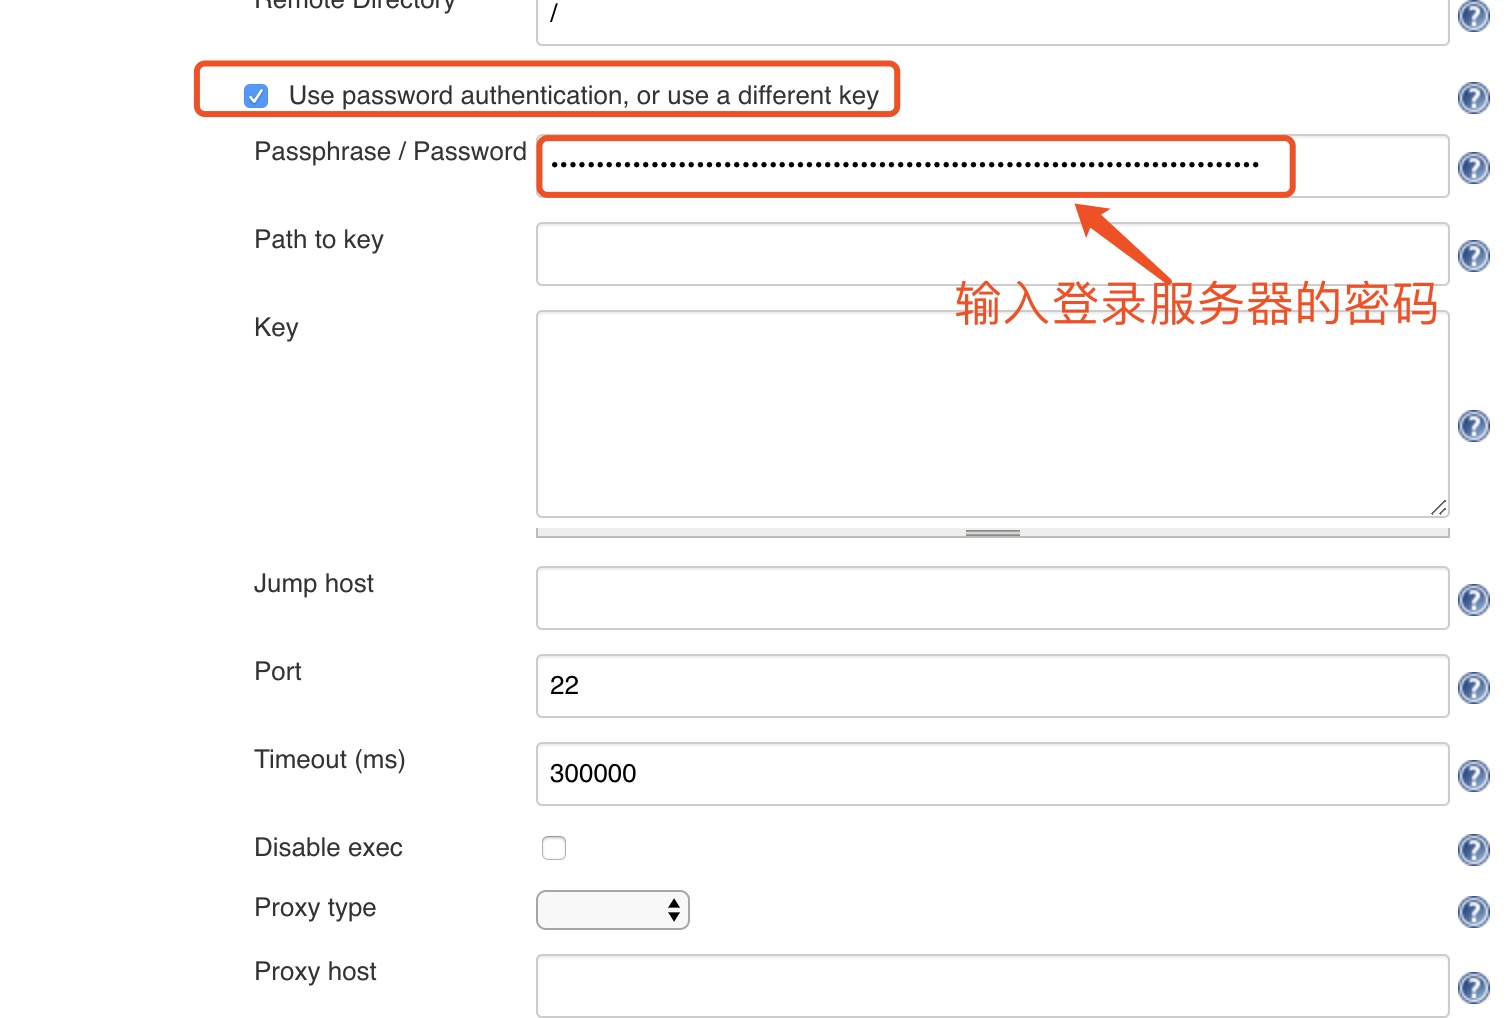 Remote Directory
/
Use password authentication, or use a different key
Passphrase / Password
Path to key
输入登录服务器的密码
Key
Jump host
Port
22
Timeout (ms)
300000
Disable exec
Proxy type
Proxy host